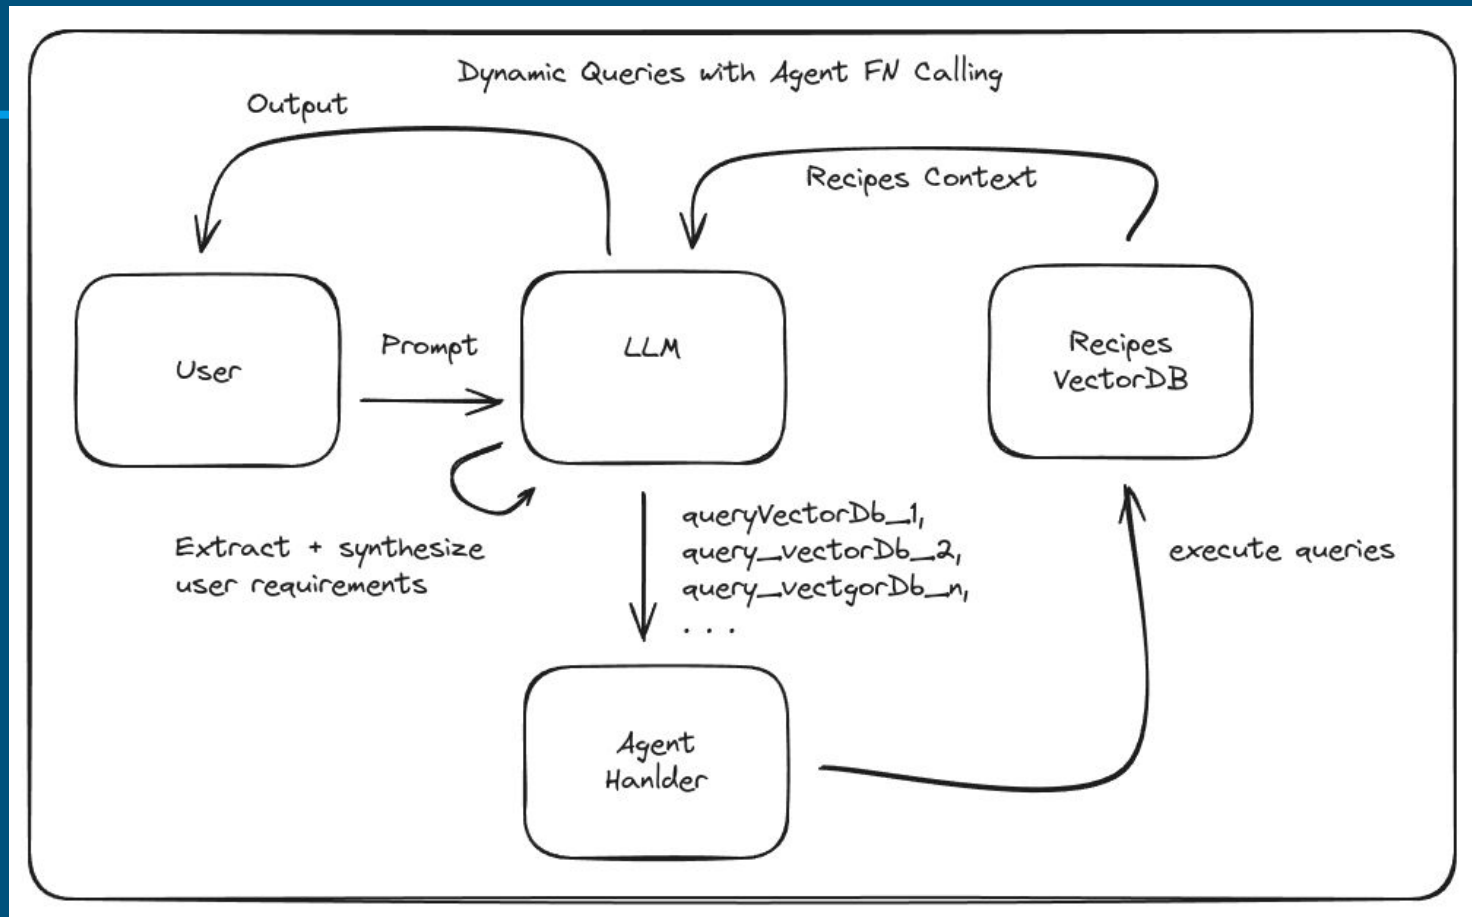 Dynamic Queries with Agent FN Calling
Output
Recipes Context
User
Prompt
LLM
Recipes
VectorDB
Extract + synthesize
user requirements
queryVectorDb_1,
query_vectorDb_2,
query_vectgorDb_n,
...
execute queries
Agent
Hanlder